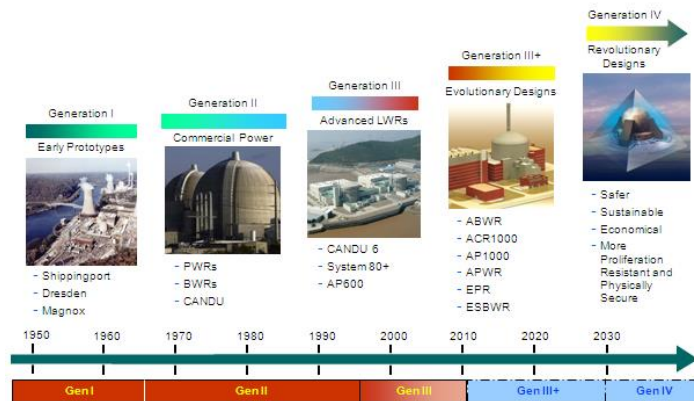 Generation I
Early Prototypes
- Shippingport
- Dresden
- Magnox
Generation II
Commercial Power
- PWRs
- BWRs
- CANDU
Generation III
Advanced LWRs
- CANDU 6
- System 80+
- AP600
Generation III+
Evolutionary Designs
- ABWR
- ACR1000
- AP1000
- APWR
- EPR
- ESBWR
Generation IV
Revolutionary
Designs
- Safer
- Sustainable
- Economical
- More
Proliferation
Resistant and
Physically
Secure
1950 1960 1970 1980 1990 2000 2010 2020 2030
Gen I Gen II Gen III Gen III+ Gen IV